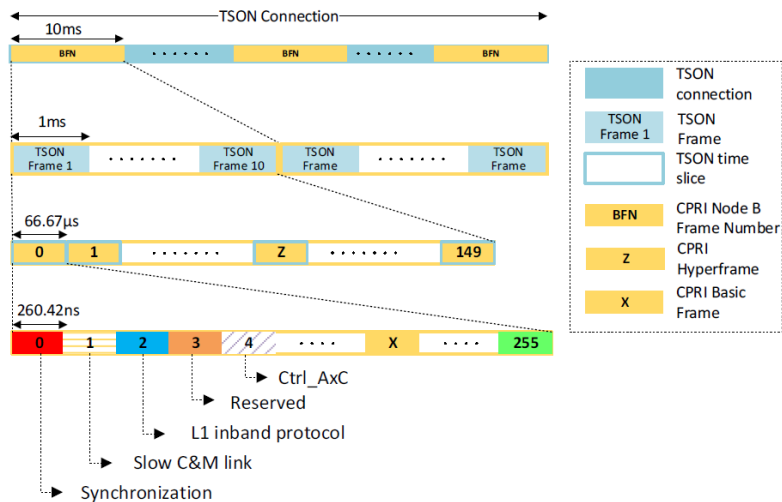 TSON Connection
10ms
BFN
BFN
BFN
1ms
TSON
Frame 1
TSON
Frame 10
TSON
Frame
TSON
Frame
66.67µs
0
1
Z
149
260.42ns
0
1
2
3
4
X
255
Ctrl_AxC
Reserved
L1 inband protocol
Slow C&M link
Synchronization
TSON
connection
TSON
Frame 1
TSON
Frame
TSON time
slice
BFN
CPRI Node B
Frame Number
Z
CPRI
Hyperframe
X
CPRI Basic
Frame